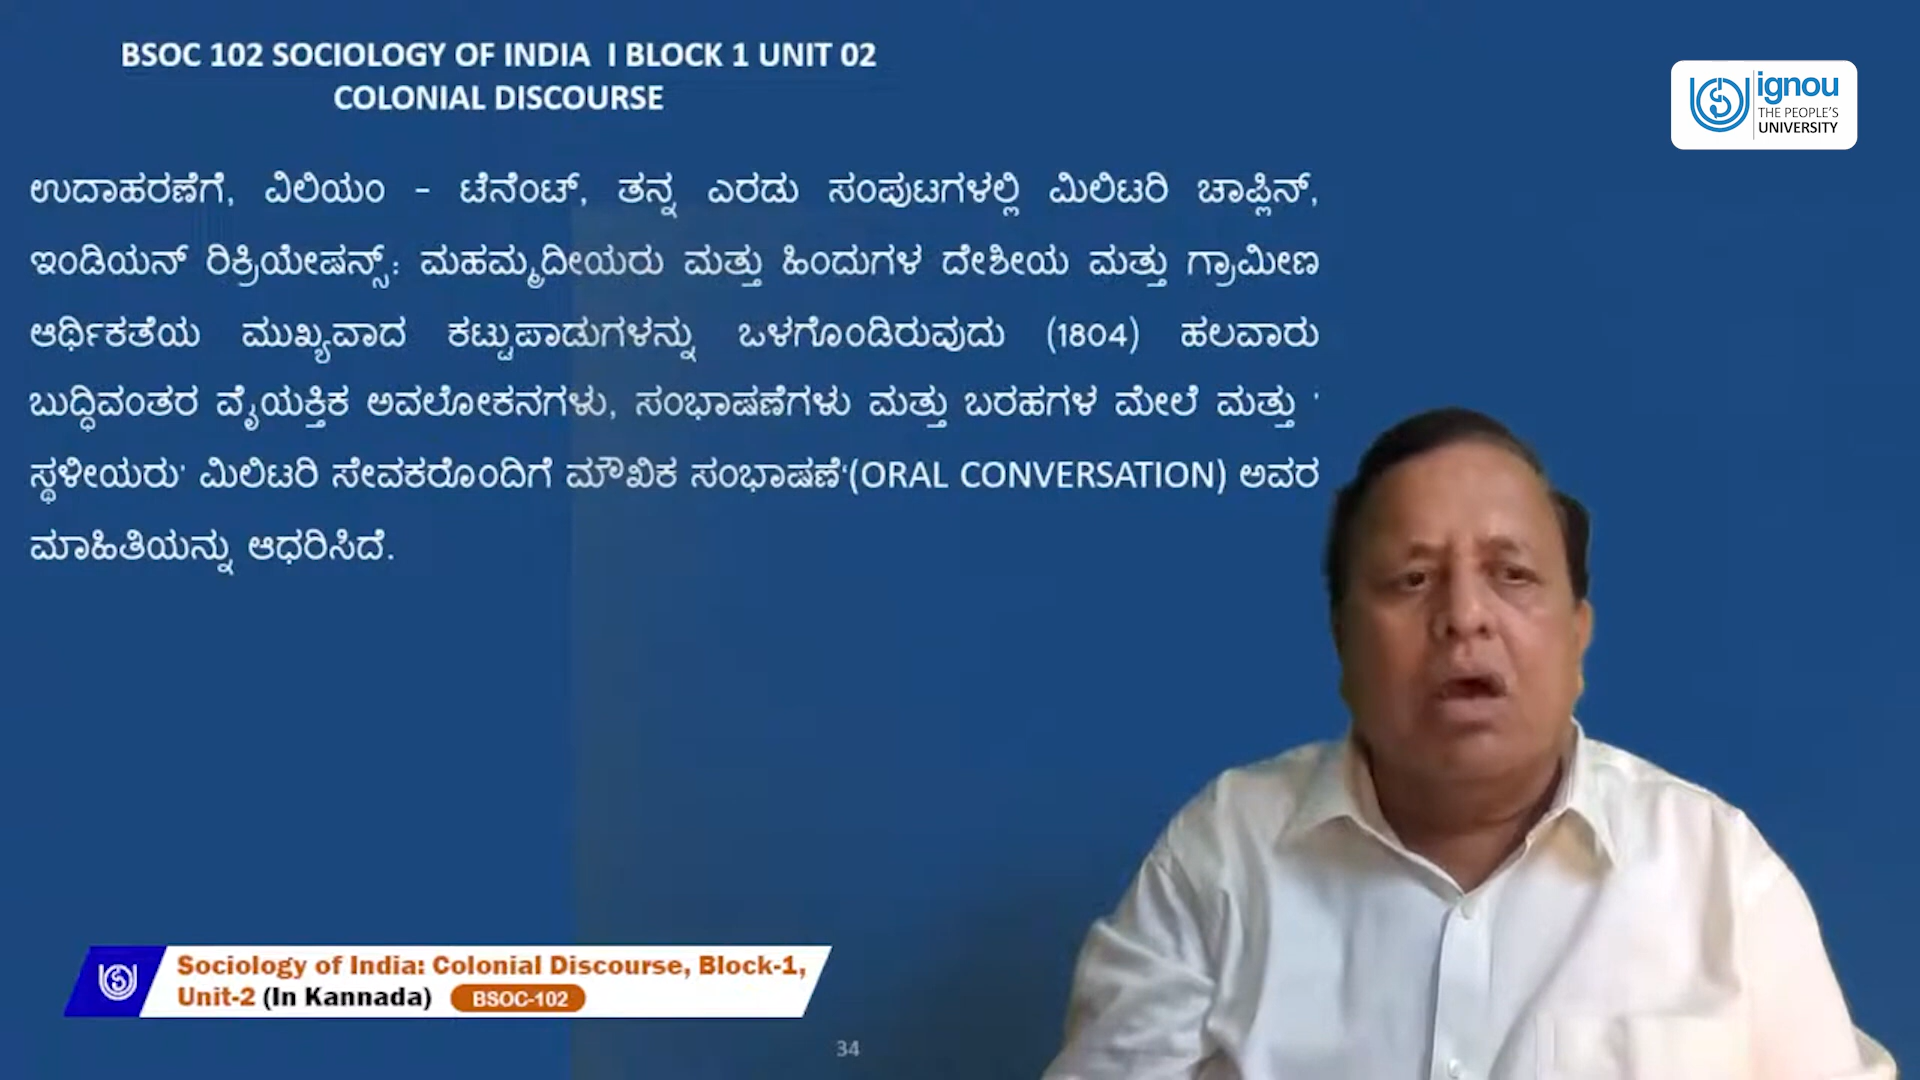 BSOC 102 SOCIOLOGY OF INDIA I BLOCK 1 UNIT 02
COLONIAL DISCOURSE
ignou
THE PEOPLE'S
UNIVERSITY
ಉದಾಹರಣೆಗೆ, ವಿಲಿಯಂ – ಟೆನೆಂಟ್, ತನ್ನ ಎರಡು ಸಂಪುಟಗಳಲ್ಲಿ ಮಿಲಿಟರಿ ಚಾಪ್ಲಿನ್,
ಇಂಡಿಯನ್ ರಿಕ್ರಿಯೇಷನ್ಸ್: ಮಹಮ್ಮದೀಯರು ಮತ್ತು ಹಿಂದುಗಳ ದೇಶೀಯ ಮತ್ತು ಗ್ರಾಮೀಣ
ಆರ್ಥಿಕತೆಯ ಮುಖ್ಯವಾದ ಕಟ್ಟುಪಾಡುಗಳನ್ನು ಒಳಗೊಂಡಿರುವುದು (1804) ಹಲವಾರು
ಬುದ್ಧಿವಂತರ ವೈಯಕ್ತಿಕ ಅವಲೋಕನಗಳು, ಸಂಭಾಷಣೆಗಳು ಮತ್ತು ಬರಹಗಳ ಮೇಲೆ ಮತ್ತು '
ಸ್ಥಳೀಯರು' ಮಿಲಿಟರಿ ಸೇವಕರೊಂದಿಗೆ ಮೌಖಿಕ ಸಂಭಾಷಣೆ'(ORAL CONVERSATION) ಅವರ
ಮಾಹಿತಿಯನ್ನು ಆಧರಿಸಿದೆ.
Sociology of India: Colonial Discourse, Block-1,
Unit-2 (In Kannada) BSOC-102
34